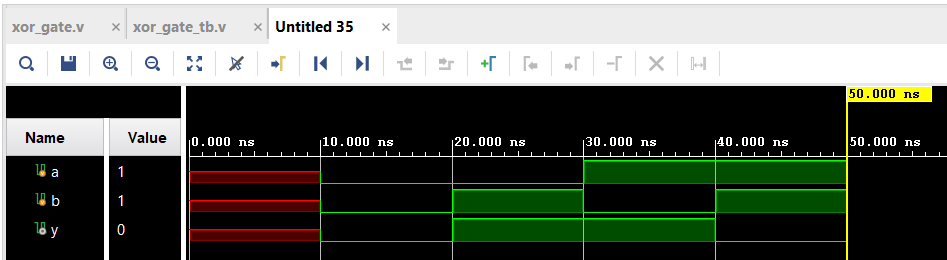 xor_gate.v × xor_gate_tb.v × Untitled 35 ×
50.000 ns
Name Value
0.000 ns 10.000 ns 20.000 ns 30.000 ns 40.000 ns 50.000 ns
a 1
b 1
y 0